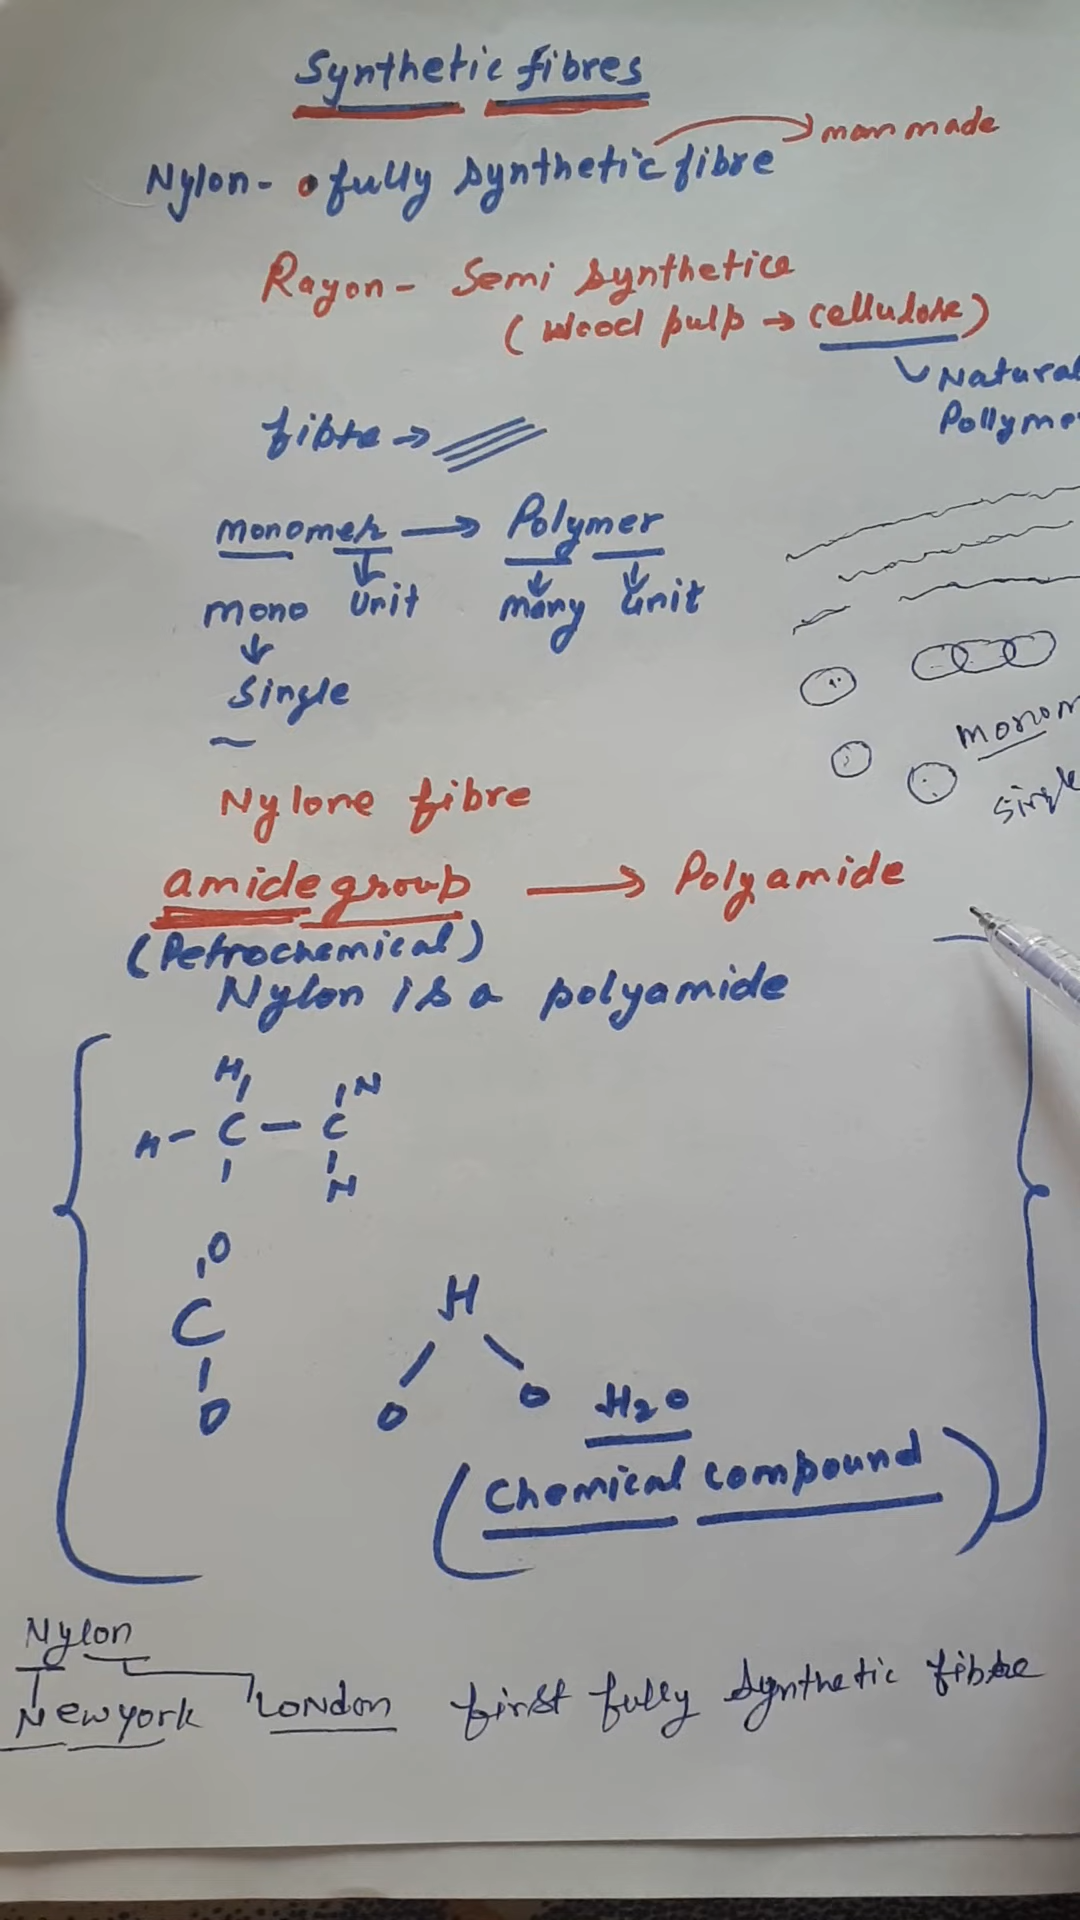 Synthetic fibres
man made
Nylon - fully synthetic fibre
Rayon - Semi synthetice
(wood pulp → cellulose)
Natural
Pollyme
fibre →
monomer → Polymer
mono unit many unit
Single
monom
Single
Nylone fibre
amide group → Polyamide
(Petrochemical)
Nylon is a polyamide
H N
H - C - C
N
O
C
O
H
O O
H2O
(Chemical compound)
Nylon
Newyork London first fully synthetic fibre